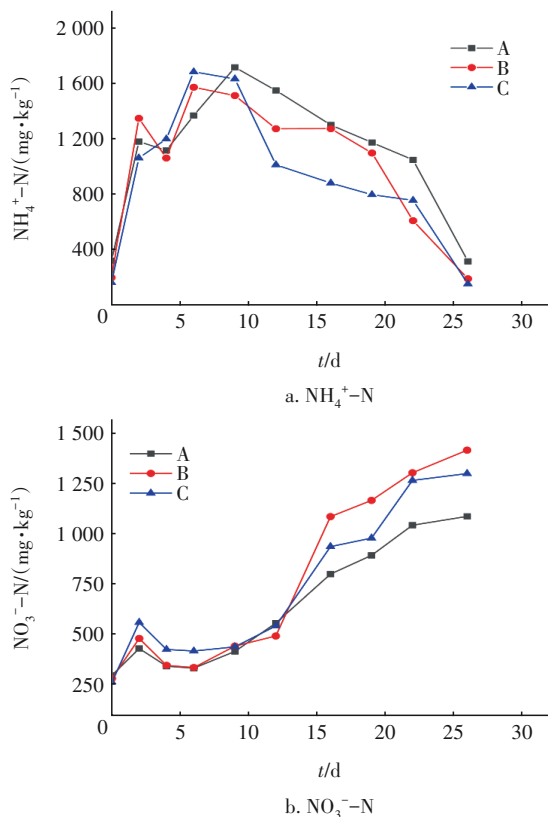 2 000
1 600
1 200
800
400
0
NH₄⁺−N/(mg•kg⁻¹)
A
B
C
5 10 15 20 25 30
t/d
a. NH₄⁺−N
1 500
1 250
1 000
750
500
250
0
NO₃⁻−N/(mg•kg⁻¹)
A
B
C
5 10 15 20 25 30
t/d
b. NO₃⁻−N